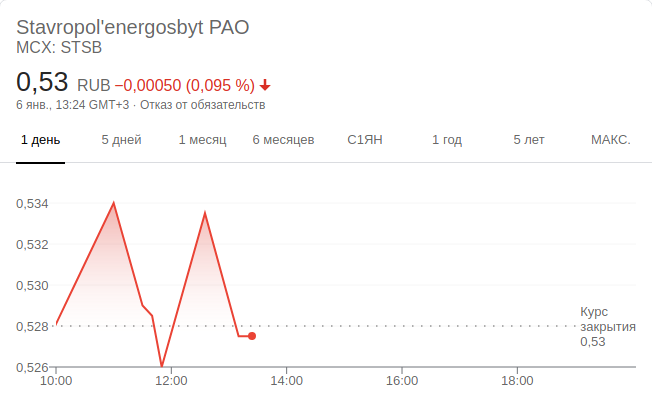 Stavropol'energosbyt PAO
MCX: STSB
0,53 RUB −0,00050 (0,095 %)
6 янв., 13:24 GMT+3 · Отказ от обязательств
1 день 5 дней 1 месяц 6 месяцев С1ЯН 1 год 5 лет МАКС.
0,534
0,532
0,530
0,528
0,526
Курс
закрытия
0,53
10:00 12:00 14:00 16:00 18:00